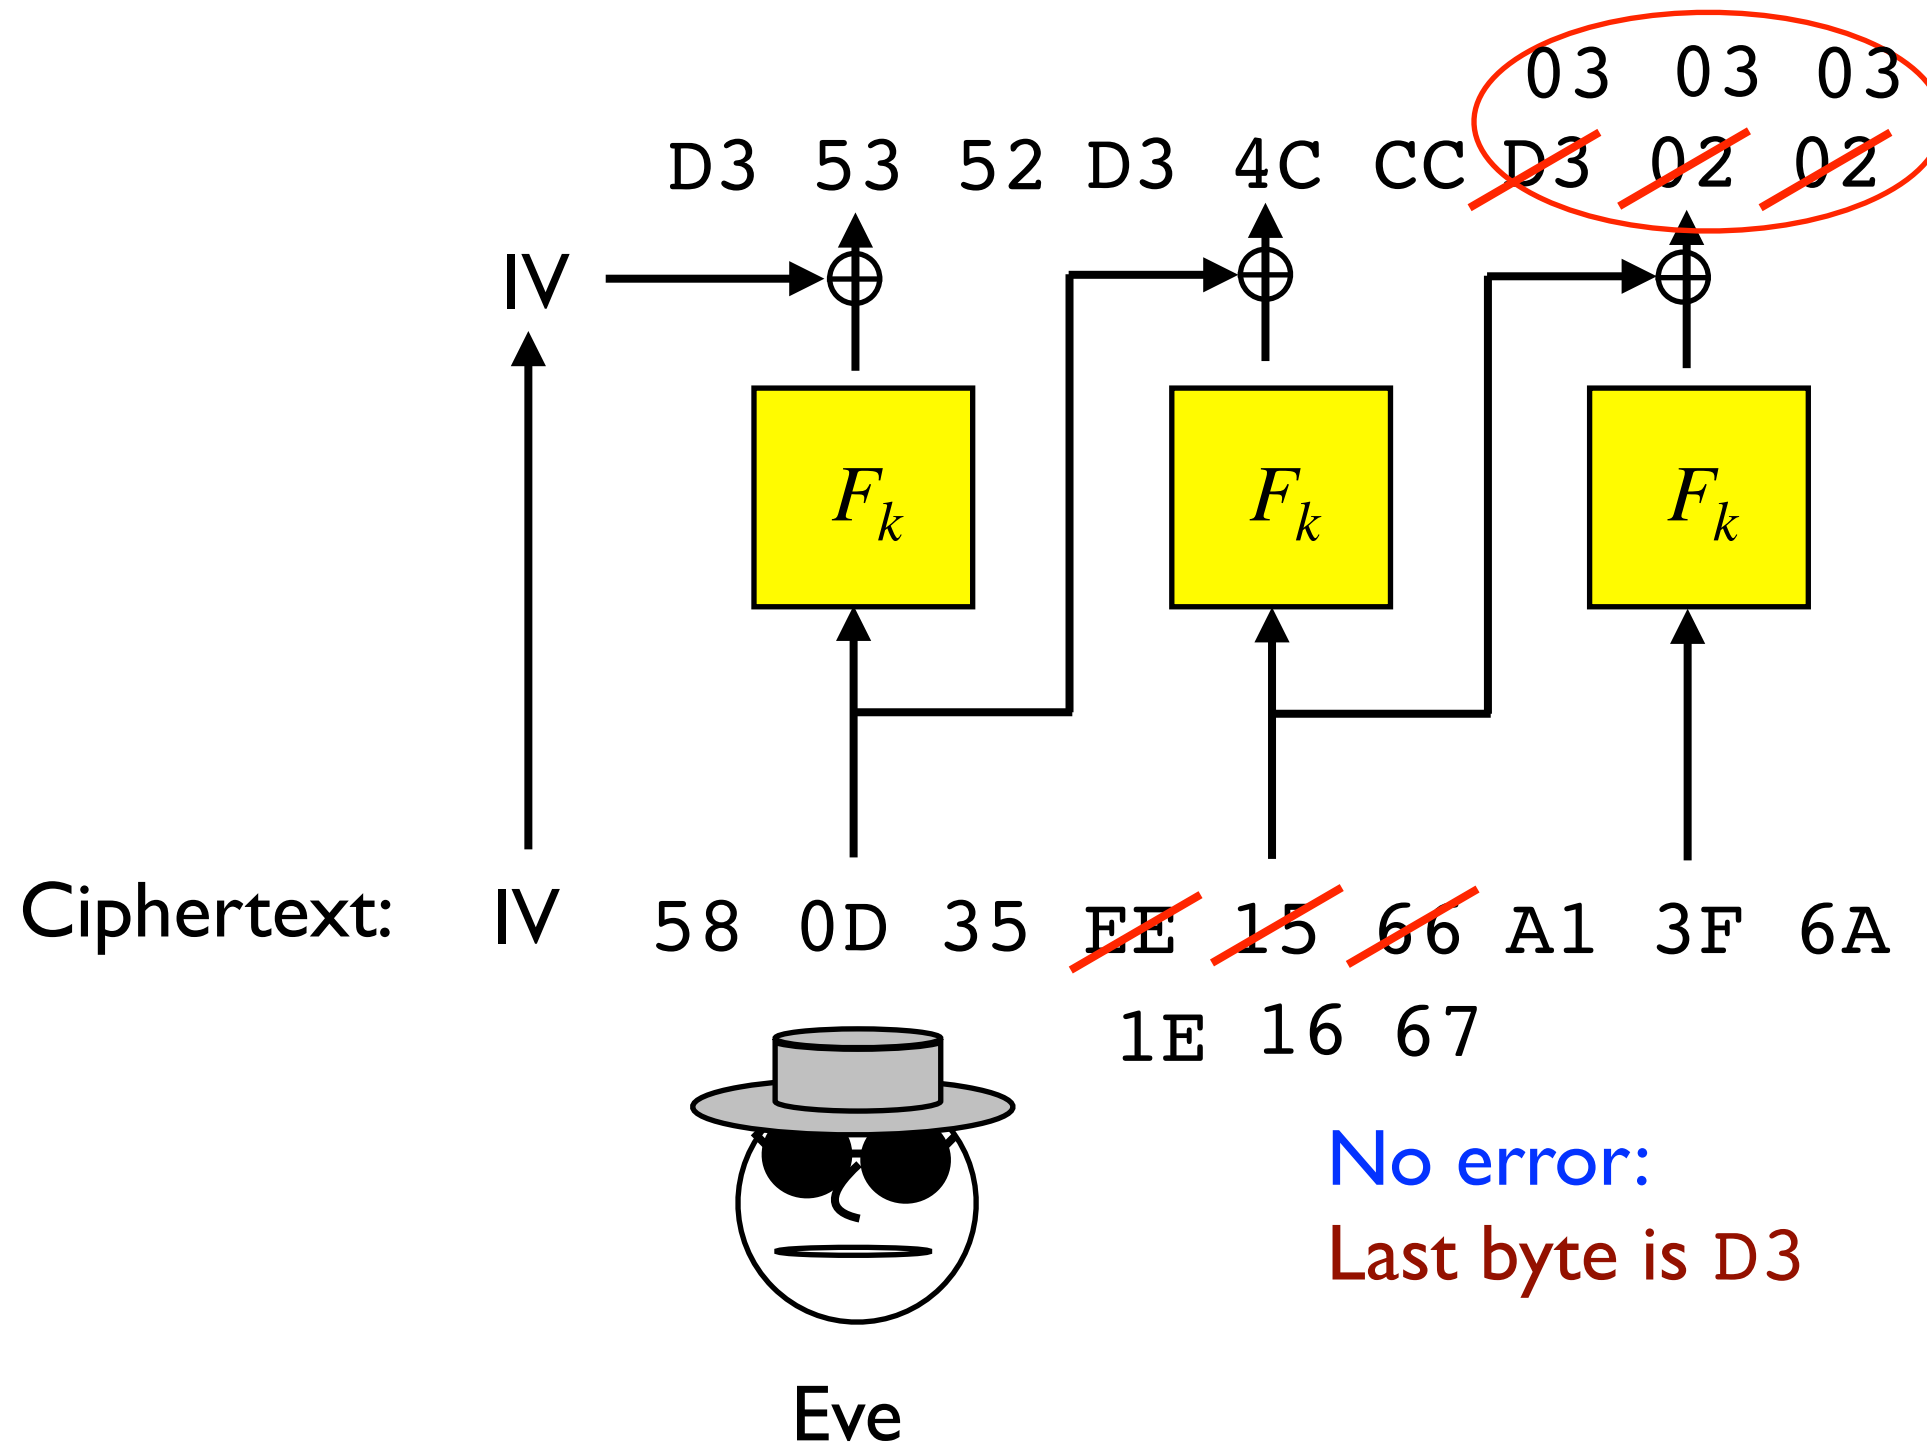 03 03 03
D3 53 52 D3 4C CC D3 02 02
IV
Fk Fk Fk
Ciphertext: IV 58 0D 35 EE 15 66 A1 3F 6A
1E 16 67
No error:
Last byte is D3
Eve